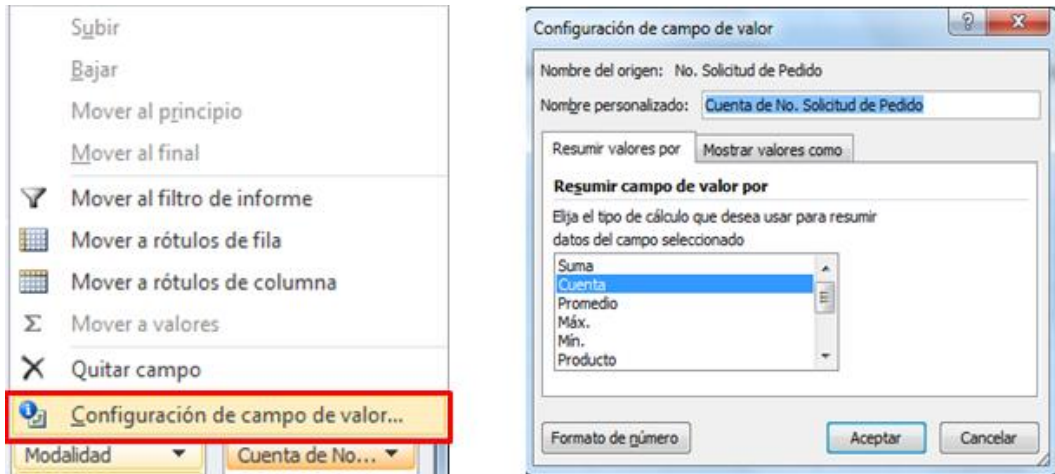 Subir
Bajar
Mover al principio
Mover al final
Mover al filtro de informe
Mover a rótulos de fila
Mover a rótulos de columna
Σ Mover a valores
Quitar campo
Configuración de campo de valor...
Modalidad
Cuenta de No...
Configuración de campo de valor
Nombre del origen: No. Solicitud de Pedido
Nombre personalizado: Cuenta de No. Solicitud de Pedido
Resumir valores por
Mostrar valores como
Resumir campo de valor por
Elija el tipo de cálculo que desea usar para resumir
datos del campo seleccionado
Suma
Cuenta
Promedio
Máx.
Mín.
Producto
Formato de número
Aceptar
Cancelar